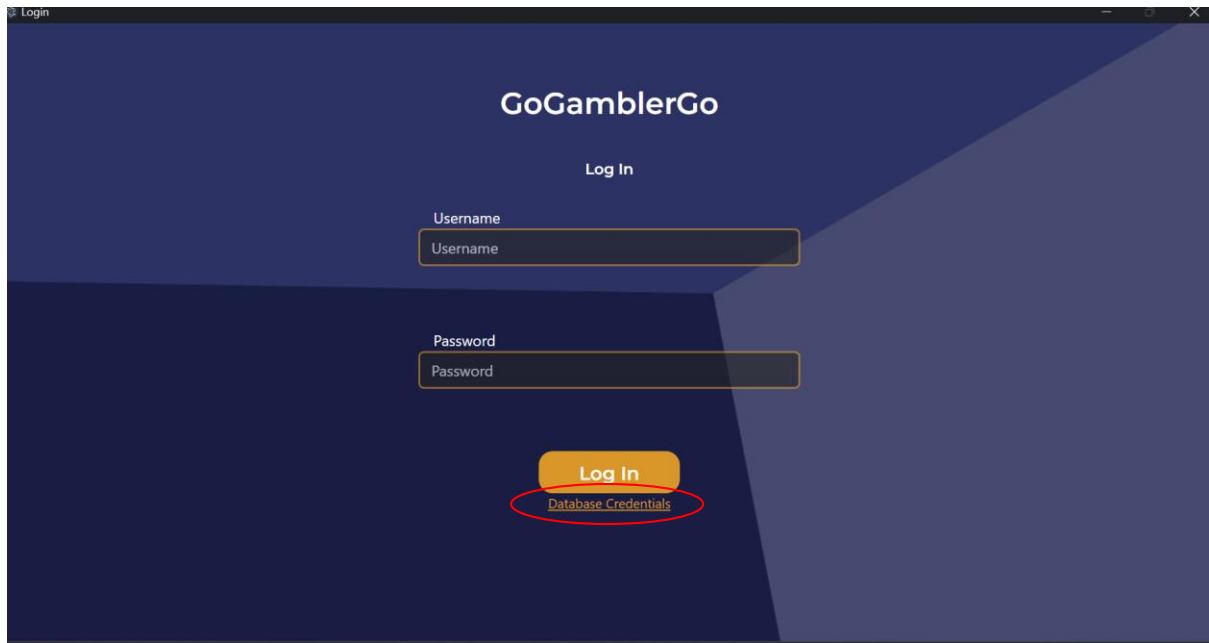 Login
GoGamblerGo
Log In
Username
Username
Password
Password
Log In
Database Credentials